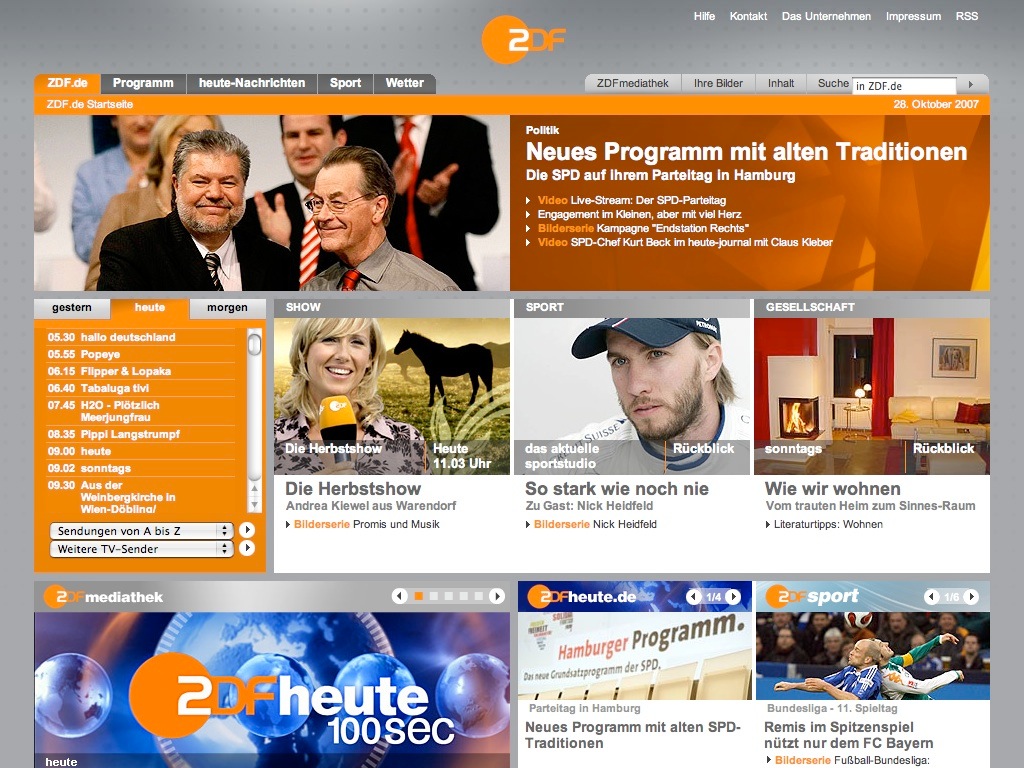 Hilfe Kontakt Das Unternehmen Impressum RSS
ZDF
ZDF.de Programm heute-Nachrichten Sport Wetter
ZDFmediathek Ihre Bilder Inhalt Suche in ZDF.de
ZDF.de Startseite
28. Oktober 2007
Politik
Neues Programm mit alten Traditionen
Die SPD auf ihrem Parteitag in Hamburg
Video Live-Stream: Der SPD-Parteitag
Engagement im Kleinen, aber mit viel Herz
Bilderserie Kampagne "Endstation Rechts"
Video SPD-Chef Kurt Beck im heute-journal mit Claus Kleber
gestern heute morgen
05.30 hallo deutschland
05.55 Popeye
06.15 Flipper & Lopaka
06.40 Tabaluga tivi
07.45 H2O - Plötzlich
Meerjungfrau
08.35 Pippi Langstrumpf
09.00 heute
09.02 sonntags
09.30 Aus der
Weinbergkirche in
Wien-Döbling/
Sendungen von A bis Z
Weitere TV-Sender
SHOW
ZDF
Die Herbstshow
Heute
11.03 Uhr
Die Herbstshow
Andrea Kiewel aus Warendorf
Bilderserie Promis und Musik
SPORT
PETRONAS
das aktuelle
sportstudio
Rückblick
So stark wie noch nie
Zu Gast: Nick Heidfeld
Bilderserie Nick Heidfeld
GESELLSCHAFT
sonntags
Rückblick
Wie wir wohnen
Vom trauten Heim zum Sinnes-Raum
Literaturtipps: Wohnen
ZDFmediathek
ZDFheute
100SEC
heute
ZDFheute.de
1/4
Hamburger Programm.
Das neue Grundsatzprogramm der SPD.
Parteitag in Hamburg
Neues Programm mit alten SPD-
Traditionen
ZDFsport
1/6
Bundesliga - 11. Spieltag
Remis im Spitzenspiel
nützt nur dem FC Bayern
Bilderserie Fußball-Bundesliga: